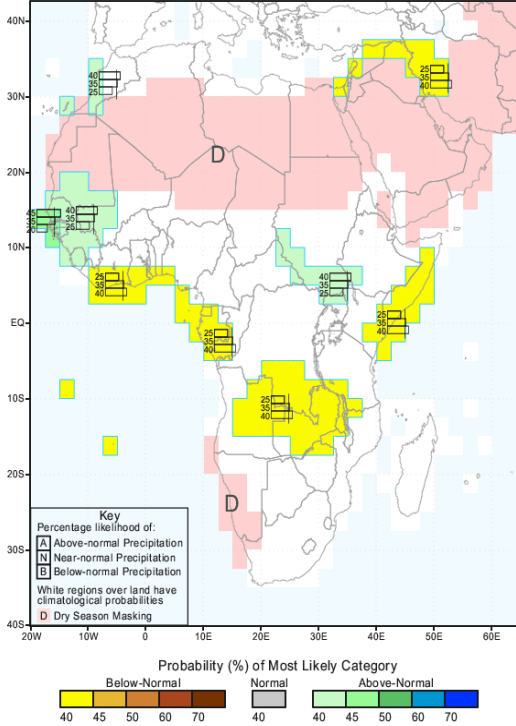 40N
30N
20N
10N
EQ
10S
20S
30S
40S
20W
10W
0
10E
20E
30E
40E
50E
60E
40
35
25
25
35
40
D
45
35
20
40
35
25
40
35
25
25
35
40
25
35
40
25
35
40
25
35
40
D
Key
Percentage likelihood of:
A Above-normal Precipitation
N Near-normal Precipitation
B Below-normal Precipitation
White regions over land have
climatological probabilities
D Dry Season Masking
Probability (%) of Most Likely Category
Below-Normal Normal Above-Normal
40 45 50 60 70 40 40 45 50 60 70